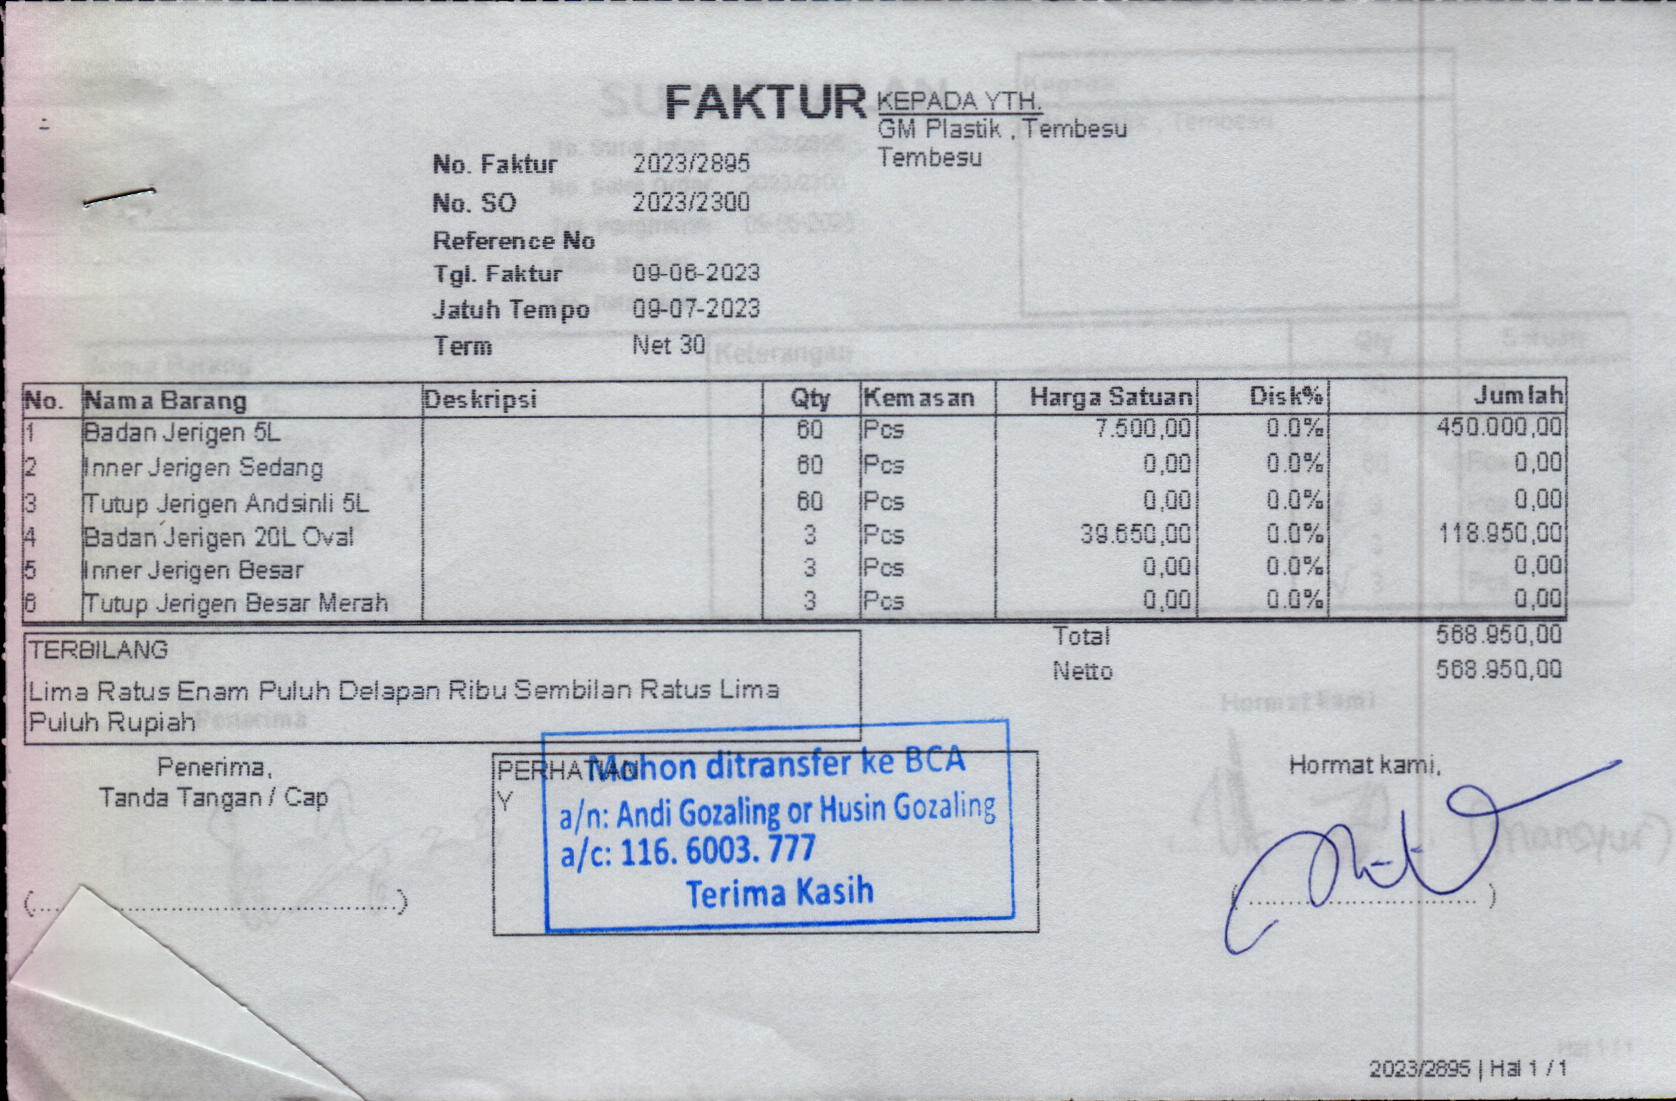 FAKTUR
KEPADA YTH.
GM Plastik , Tembesu
Tembesu
No. Faktur 2023/2895
No. SO 2023/2300
Reference No
Tgl. Faktur 09-06-2023
Jatuh Tempo 09-07-2023
Term Net 30
No. Nama Barang Deskripsi Qty Kemasan Harga Satuan Disk% Jumlah
1 Badan Jerigen 5L 60 Pcs 7.500,00 0.0% 450.000,00
2 Inner Jerigen Sedang 60 Pcs 0,00 0.0% 0,00
3 Tutup Jerigen Andsinli 5L 60 Pcs 0,00 0.0% 0,00
4 Badan Jerigen 20L Oval 3 Pcs 39.650,00 0.0% 118.950,00
5 Inner Jerigen Besar 3 Pcs 0,00 0.0% 0,00
6 Tutup Jerigen Besar Merah 3 Pcs 0,00 0.0% 0,00
Total 568.950,00
Netto 568.950,00
TERBILANG
Lima Ratus Enam Puluh Delapan Ribu Sembilan Ratus Lima
Puluh Rupiah
Penerima,
Tanda Tangan / Cap
(....................................)
PERHATIAN
Y
Mohon ditransfer ke BCA
a/n: Andi Gozaling or Husin Gozaling
a/c: 116. 6003. 777
Terima Kasih
Hormat kami,
(....................................)
2023/2895 | Hal 1 / 1